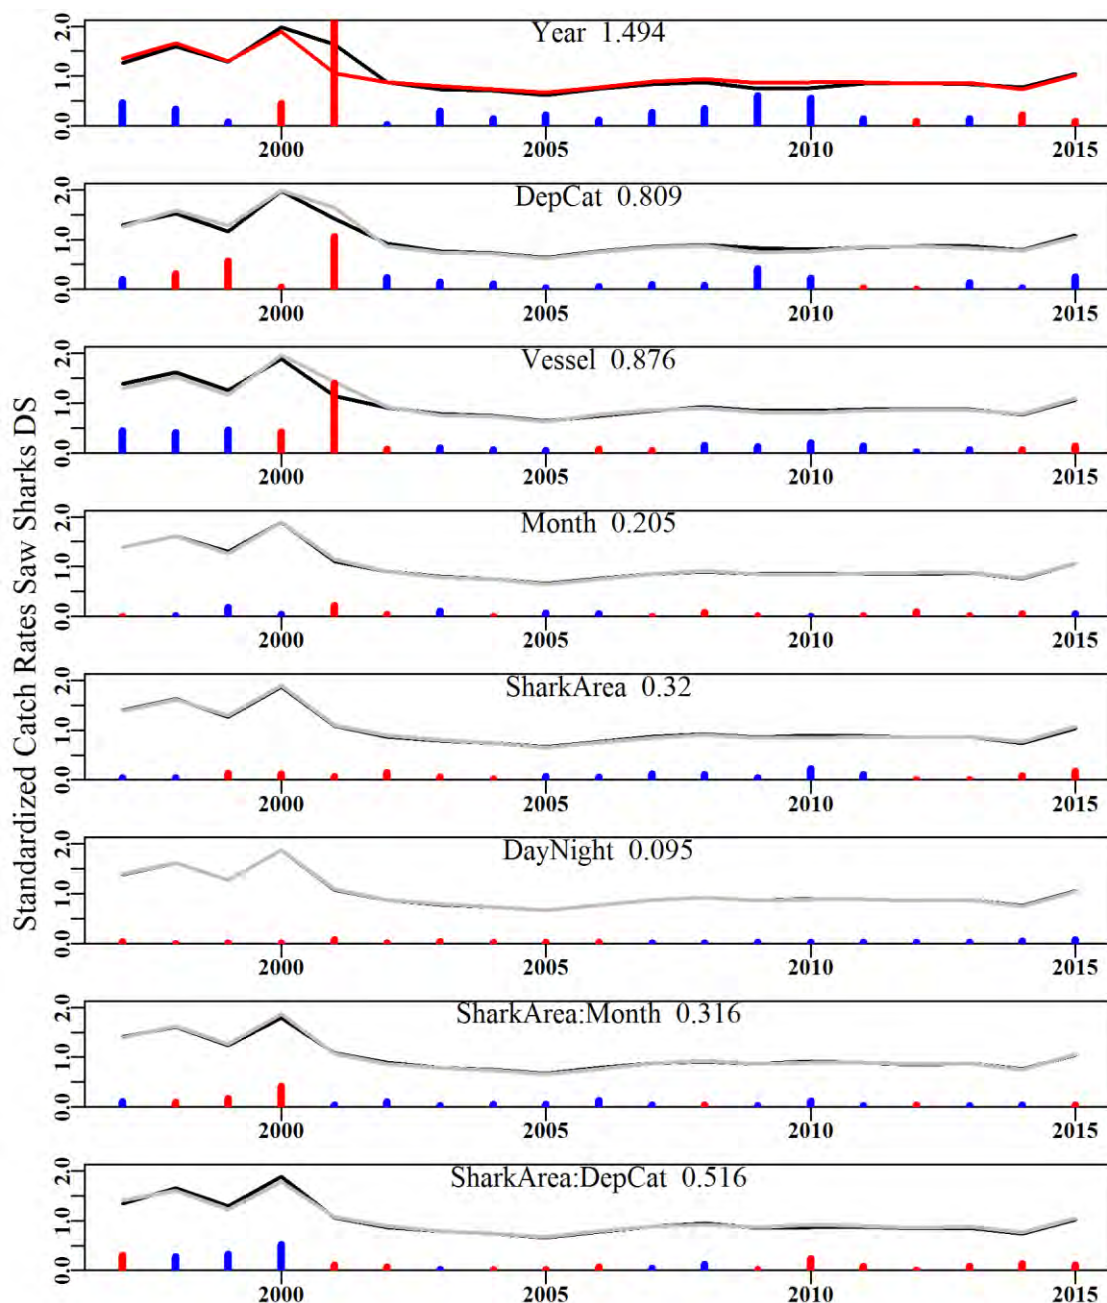 Standardized Catch Rates Saw Sharks DS
Year 1.494
0.0 1.0 2.0
2000 2005 2010 2015
DepCat 0.809
0.0 1.0 2.0
2000 2005 2010 2015
Vessel 0.876
0.0 1.0 2.0
2000 2005 2010 2015
Month 0.205
0.0 1.0 2.0
2000 2005 2010 2015
SharkArea 0.32
0.0 1.0 2.0
2000 2005 2010 2015
DayNight 0.095
0.0 1.0 2.0
2000 2005 2010 2015
SharkArea:Month 0.316
0.0 1.0 2.0
2000 2005 2010 2015
SharkArea:DepCat 0.516
0.0 1.0 2.0
2000 2005 2010 2015